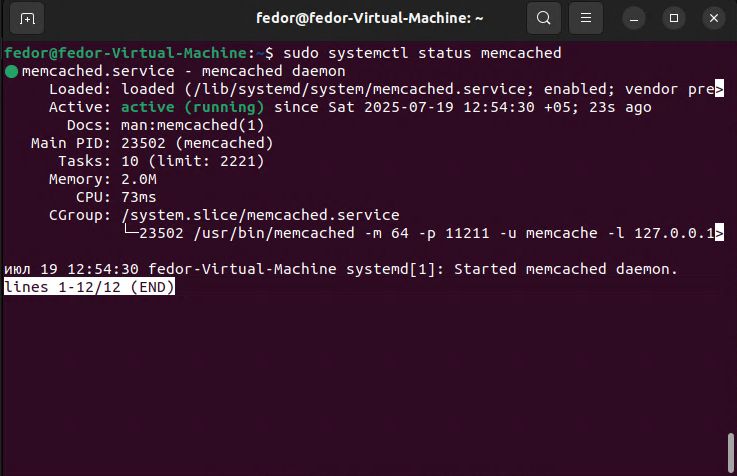 fedor@fedor-Virtual-Machine: ~
fedor@fedor-Virtual-Machine:~$ sudo systemctl status memcached
● memcached.service - memcached daemon
     Loaded: loaded (/lib/systemd/system/memcached.service; enabled; vendor pre>
     Active: active (running) since Sat 2025-07-19 12:54:30 +05; 23s ago
       Docs: man:memcached(1)
   Main PID: 23502 (memcached)
      Tasks: 10 (limit: 2221)
     Memory: 2.0M
        CPU: 73ms
     CGroup: /system.slice/memcached.service
             └─23502 /usr/bin/memcached -m 64 -p 11211 -u memcache -l 127.0.0.1>
июл 19 12:54:30 fedor-Virtual-Machine systemd[1]: Started memcached daemon.
lines 1-12/12 (END)